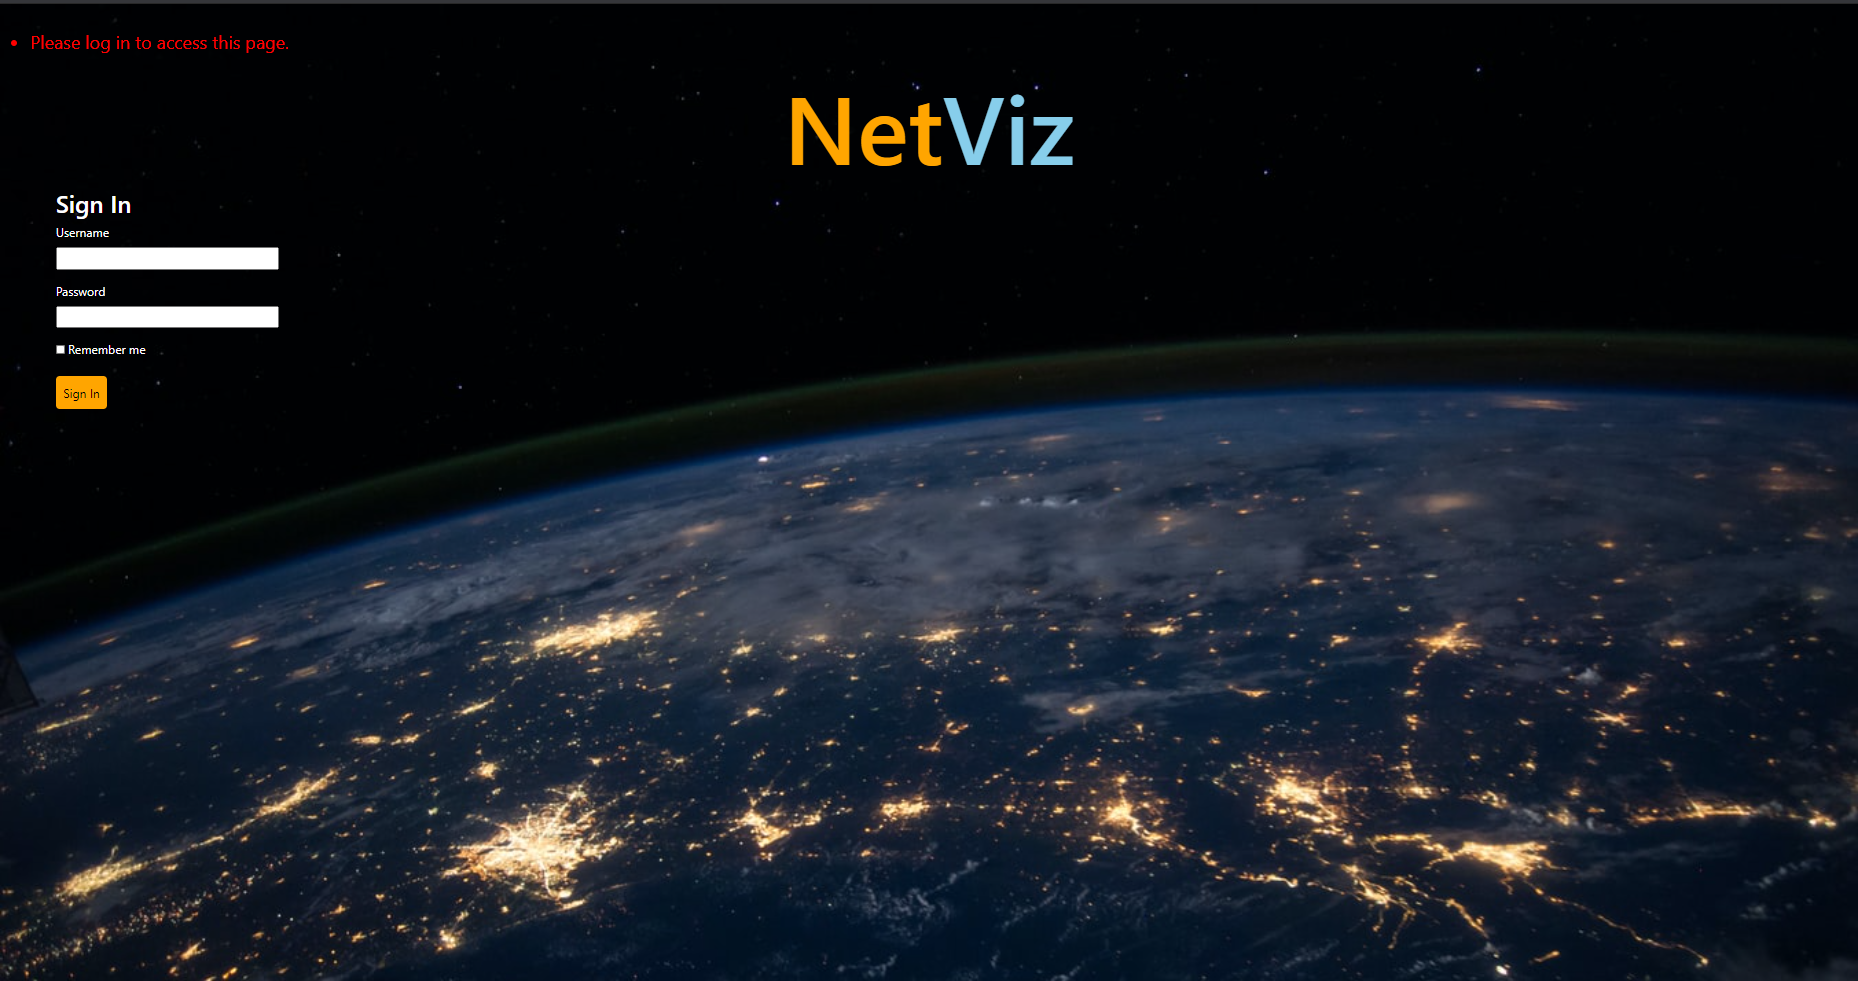 Please log in to access this page.
NetViz
Sign In
Username
Password
Remember me
Sign In